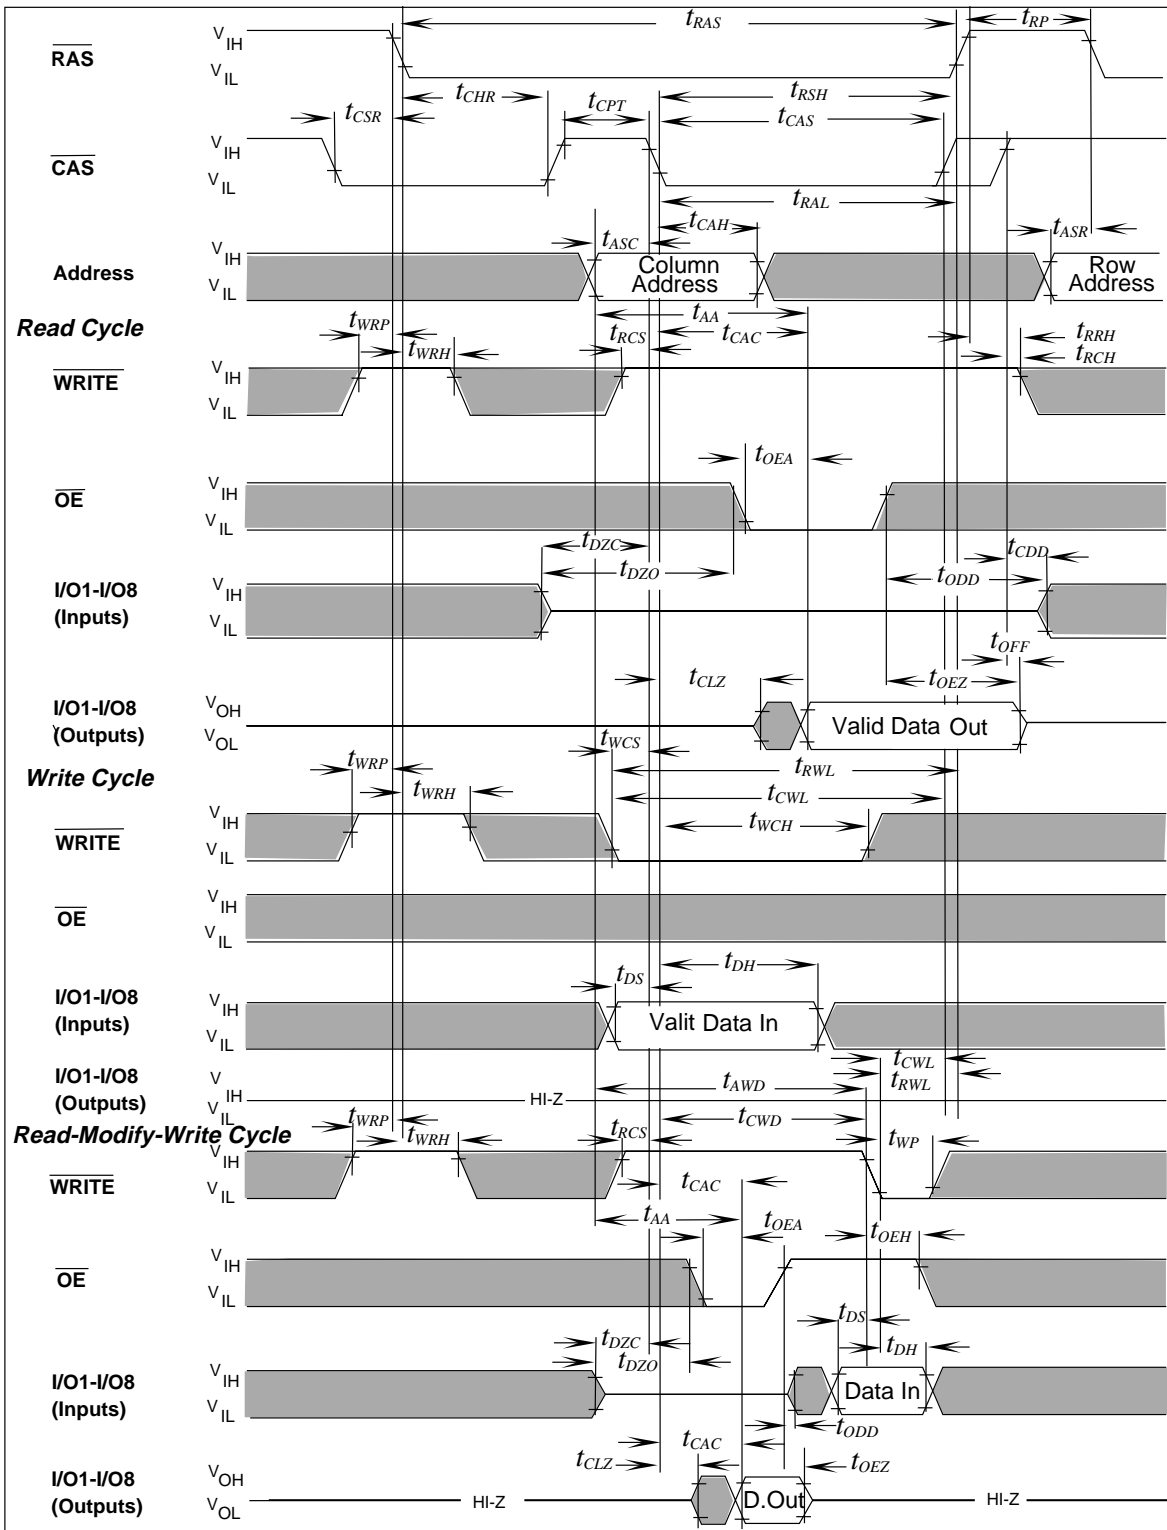 tRAS
tRP
RAS
VIH
VIL
tCHR
tRSH
tCSR
tCPT
tCAS
CAS
VIH
VIL
tRAL
tCAH
tASC
tASR
Address
VIH
VIL
Column
Address
Row
Address
Read Cycle
tWRP
tAA
tRCS
tCAC
tWRH
tRRH
tRCH
WRITE
VIH
VIL
tOEA
OE
VIH
VIL
tDZC
tCDD
tDZO
tODD
I/O1-I/O8
(Inputs)
VIH
VIL
tOFF
tCLZ
tOEZ
I/O1-I/O8
(Outputs)
VOH
VOL
Valid Data Out
tWCS
Write Cycle
tWRP
tRWL
tWRH
tCWL
tWCH
WRITE
VIH
VIL
OE
VIH
VIL
tDH
tDS
I/O1-I/O8
(Inputs)
VIH
VIL
Valit Data In
tCWL
I/O1-I/O8
(Outputs)
VIH
VIL
HI-Z
tAWD
tRWL
Read-Modify-Write Cycle
tWRP
tWRH
tRCS
tCWD
tWP
WRITE
VIH
VIL
tCAC
tAA
tOEA
tOEH
OE
VIH
VIL
tDS
tDZC
tDZO
tDH
I/O1-I/O8
(Inputs)
VIH
VIL
Data In
tODD
tCAC
tCLZ
tOEZ
I/O1-I/O8
(Outputs)
VOH
VOL
HI-Z
D.Out
HI-Z